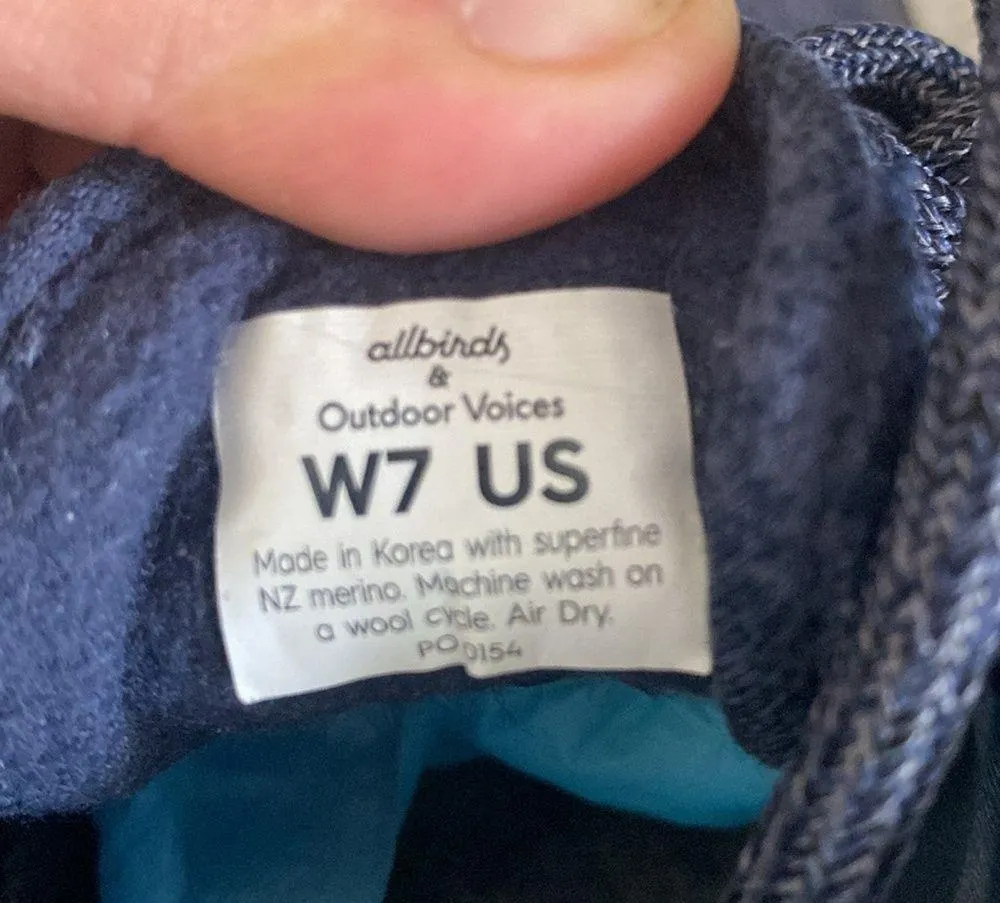 allbirds
&
Outdoor Voices
W7 US
Made in Korea with superfine
NZ merino. Machine wash on
a wool cycle. Air Dry.
PO0154